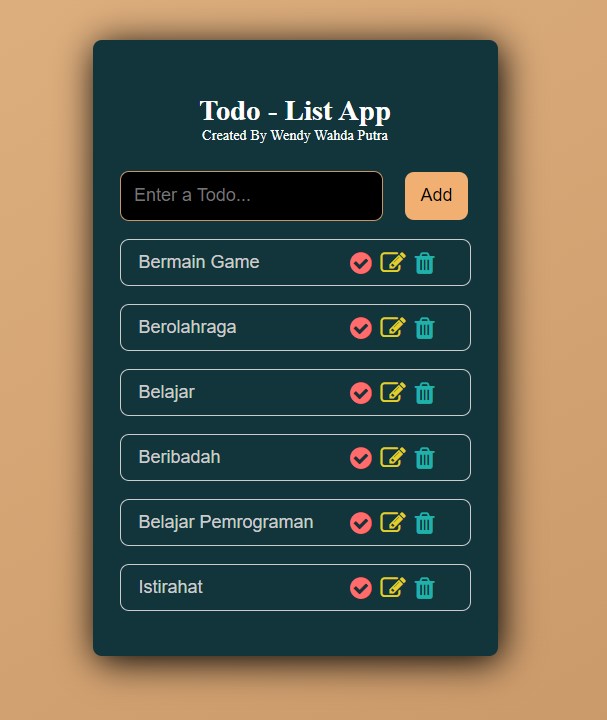 Todo - List App
Created By Wendy Wahda Putra
Enter a Todo...
Add
Bermain Game
Berolahraga
Belajar
Beribadah
Belajar Pemrograman
Istirahat